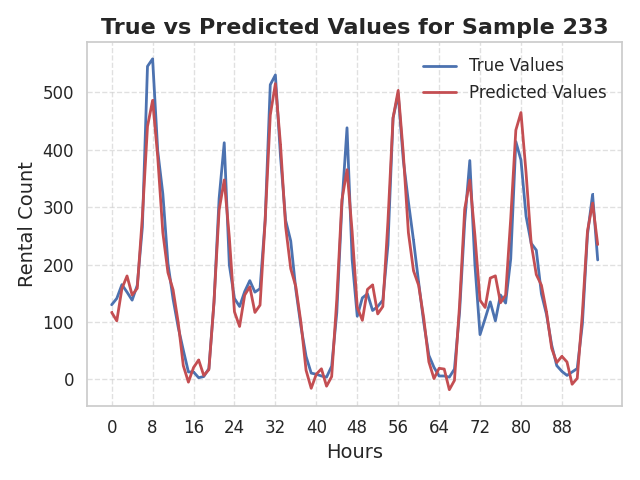 True vs Predicted Values for Sample 233
True Values
Predicted Values
Rental Count
500
400
300
200
100
0
0 8 16 24 32 40 48 56 64 72 80 88
Hours